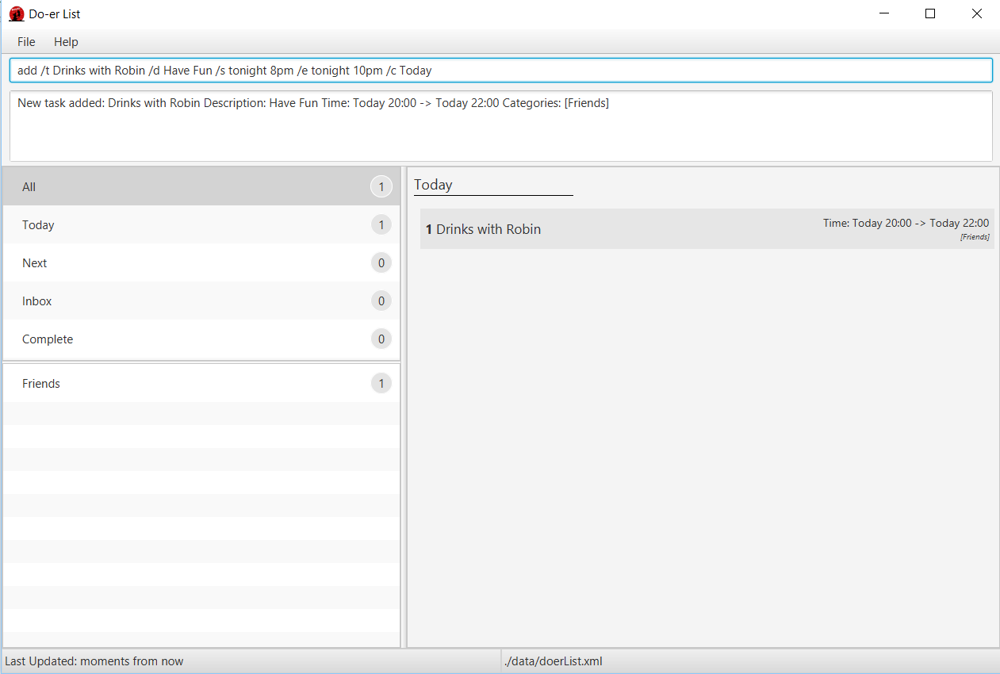 Do-er List
File Help
add /t Drinks with Robin /d Have Fun /s tonight 8pm /e tonight 10pm /c Today
New task added: Drinks with Robin Description: Have Fun Time: Today 20:00 -> Today 22:00 Categories: [Friends]
All 1
Today 1
Next 0
Inbox 0
Complete 0
Friends 1
Today
1 Drinks with Robin
Time: Today 20:00 -> Today 22:00
[Friends]
Last Updated: moments from now
./data/doerList.xml